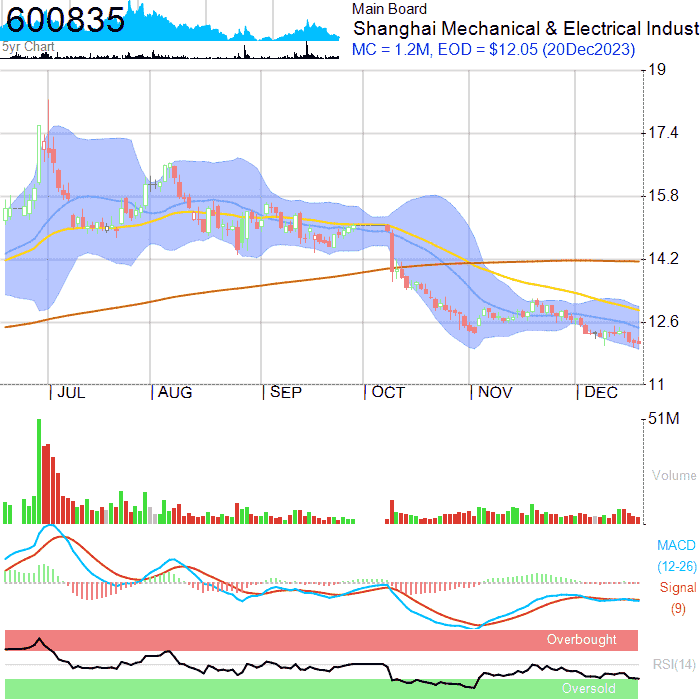 600835
5yr Chart
Main Board
Shanghai Mechanical & Electrical Indust
MC = 1.2M, EOD = $12.05 (20Dec2023)
19
17.4
15.8
14.2
12.6
11
JUL
AUG
SEP
OCT
NOV
DEC
51M
Volume
MACD
(12-26)
Signal
(9)
Overbought
RSI(14)
Oversold